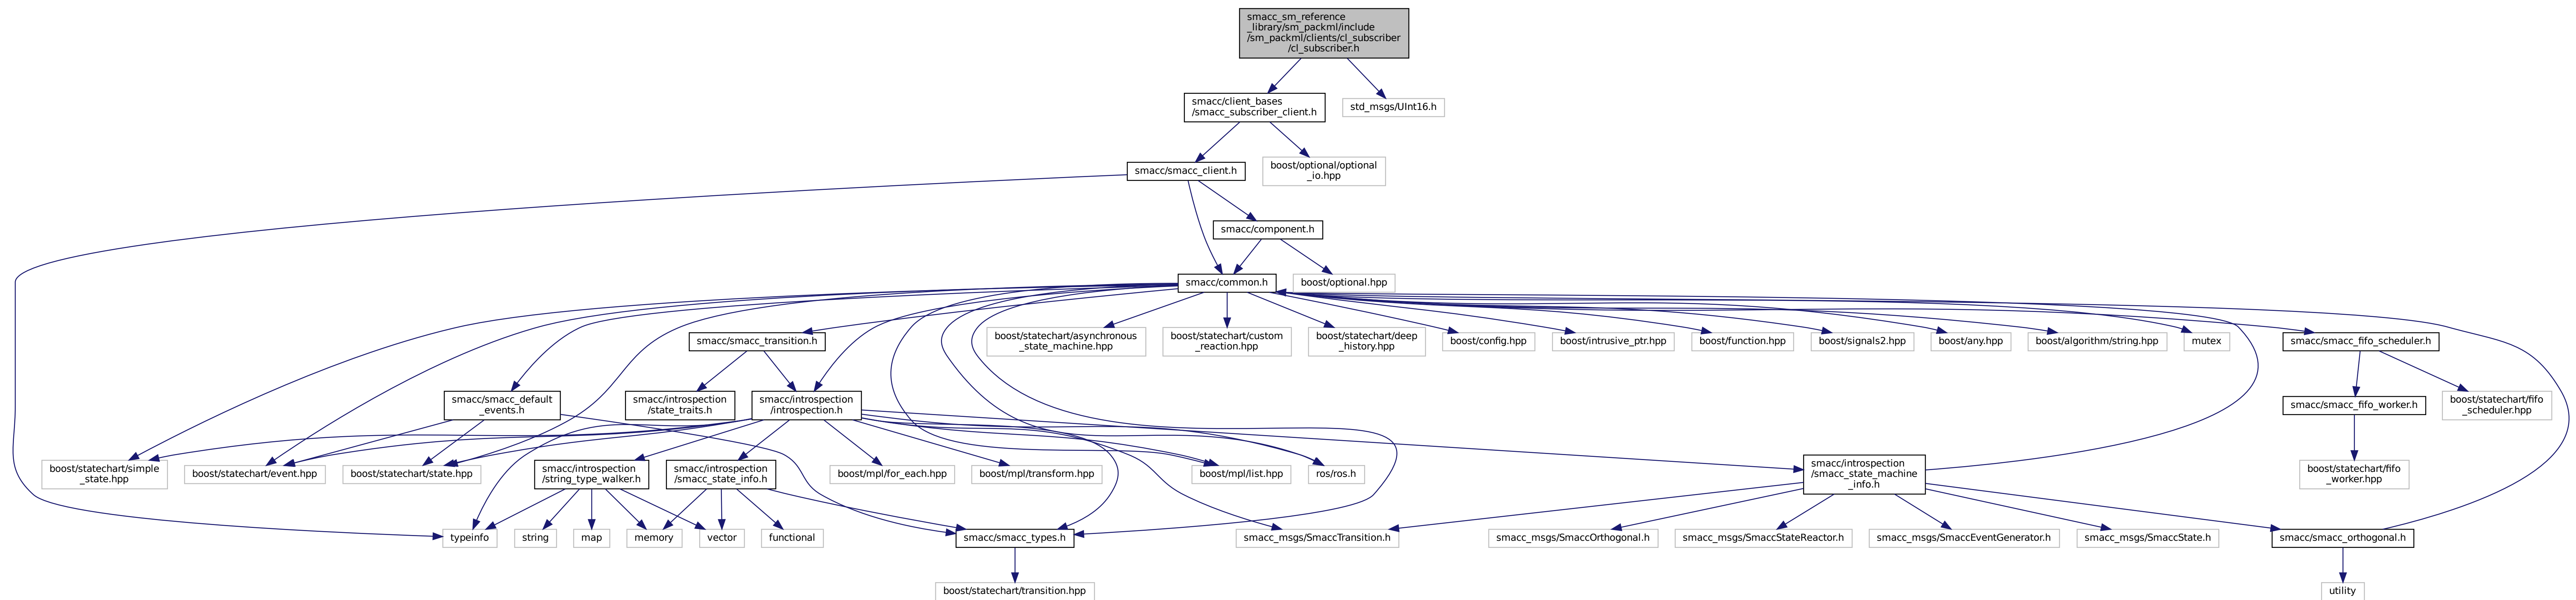 smacc_sm_reference
_library/sm_packml/include
/sm_packml/clients/cl_subscriber
/cl_subscriber.h
smacc/client_bases
/smacc_subscriber_client.h
std_msgs/UInt16.h
smacc/smacc_client.h
boost/optional/optional
_io.hpp
smacc/component.h
smacc/common.h
boost/optional.hpp
smacc/smacc_transition.h
boost/statechart/asynchronous
_state_machine.hpp
boost/statechart/custom
_reaction.hpp
boost/statechart/deep
_history.hpp
boost/config.hpp
boost/intrusive_ptr.hpp
boost/function.hpp
boost/signals2.hpp
boost/any.hpp
boost/algorithm/string.hpp
mutex
smacc/smacc_fifo_scheduler.h
smacc/smacc_default
_events.h
smacc/introspection
/state_traits.h
smacc/introspection
/introspection.h
smacc/smacc_fifo_worker.h
boost/statechart/fifo
_scheduler.hpp
boost/statechart/simple
_state.hpp
boost/statechart/event.hpp
boost/statechart/state.hpp
smacc/introspection
/string_type_walker.h
smacc/introspection
/smacc_state_info.h
boost/mpl/for_each.hpp
boost/mpl/transform.hpp
boost/mpl/list.hpp
ros/ros.h
smacc/introspection
/smacc_state_machine
_info.h
boost/statechart/fifo
_worker.hpp
typeinfo
string
map
memory
vector
functional
smacc/smacc_types.h
smacc_msgs/SmaccTransition.h
smacc_msgs/SmaccOrthogonal.h
smacc_msgs/SmaccStateReactor.h
smacc_msgs/SmaccEventGenerator.h
smacc_msgs/SmaccState.h
smacc/smacc_orthogonal.h
boost/statechart/transition.hpp
utility